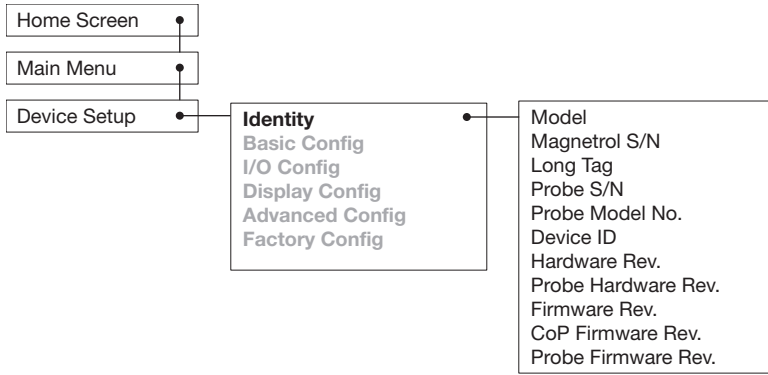 Home Screen
Main Menu
Device Setup
Identity
Basic Config
I/O Config
Display Config
Advanced Config
Factory Config
Model
Magnetrol S/N
Long Tag
Probe S/N
Probe Model No.
Device ID
Hardware Rev.
Probe Hardware Rev.
Firmware Rev.
CoP Firmware Rev.
Probe Firmware Rev.